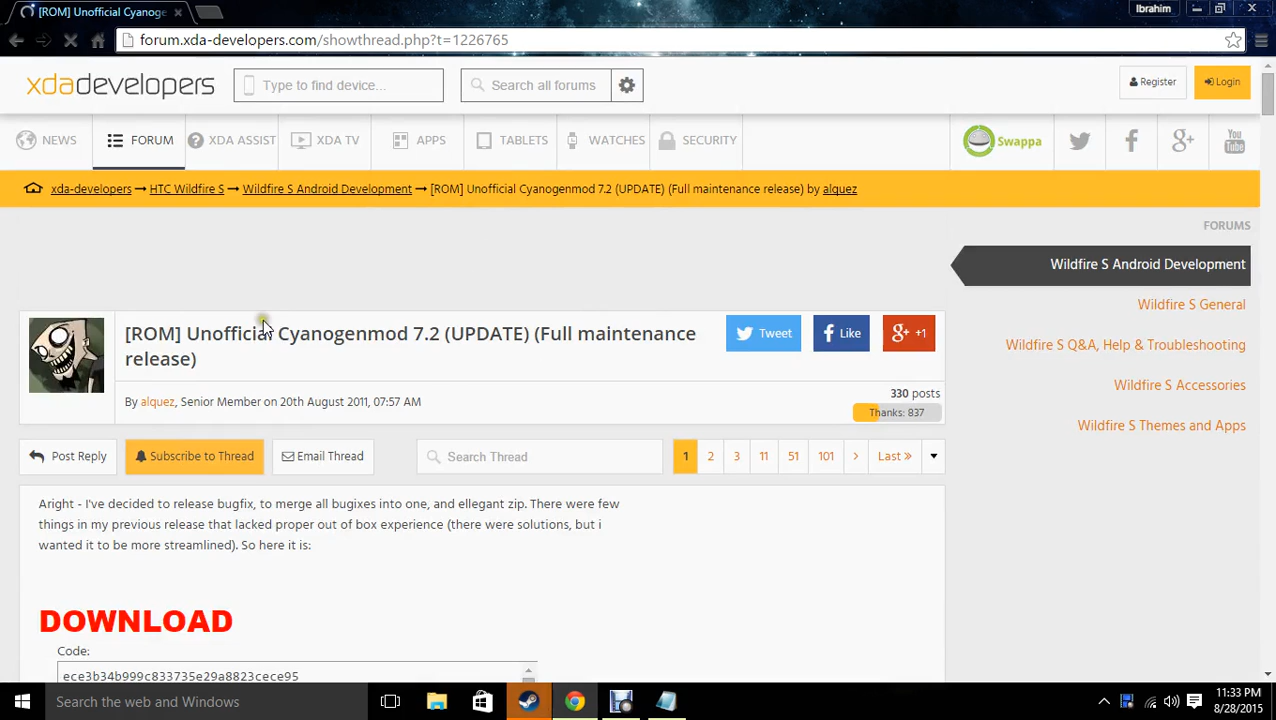 [ROM] Unofficial Cyanoge
Ibrahim
forum.xda-developers.com/showthread.php?t=1226765
xdadevelopers
Type to find device...
Search all forums
Register
Login
NEWS
FORUM
XDA ASSIST
XDA TV
APPS
TABLETS
WATCHES
SECURITY
Swappa
You
Tube
xda-developers → HTC Wildfire S → Wildfire S Android Development → [ROM] Unofficial Cyanogenmod 7.2 (UPDATE) (Full maintenance release) by alquez
FORUMS
Wildfire S Android Development
Wildfire S General
Wildfire S Q&A, Help & Troubleshooting
Wildfire S Accessories
Wildfire S Themes and Apps
[ROM] Unofficial Cyanogenmod 7.2 (UPDATE) (Full maintenance
release)
Tweet
Like
g+ +1
By alquez, Senior Member on 20th August 2011, 07:57 AM
330 posts
Thanks: 837
Post Reply
Subscribe to Thread
Email Thread
Search Thread
1 2 3 11 51 101 > Last »
Aright - I've decided to release bugfix, to merge all bugixes into one, and ellegant zip. There were few
things in my previous release that lacked proper out of box experience (there were solutions, but i
wanted it to be more streamlined). So here it is:
DOWNLOAD
Code:
ece3b34b999c833735e29a8823cece95
Search the web and Windows
11:33 PM
8/28/2015